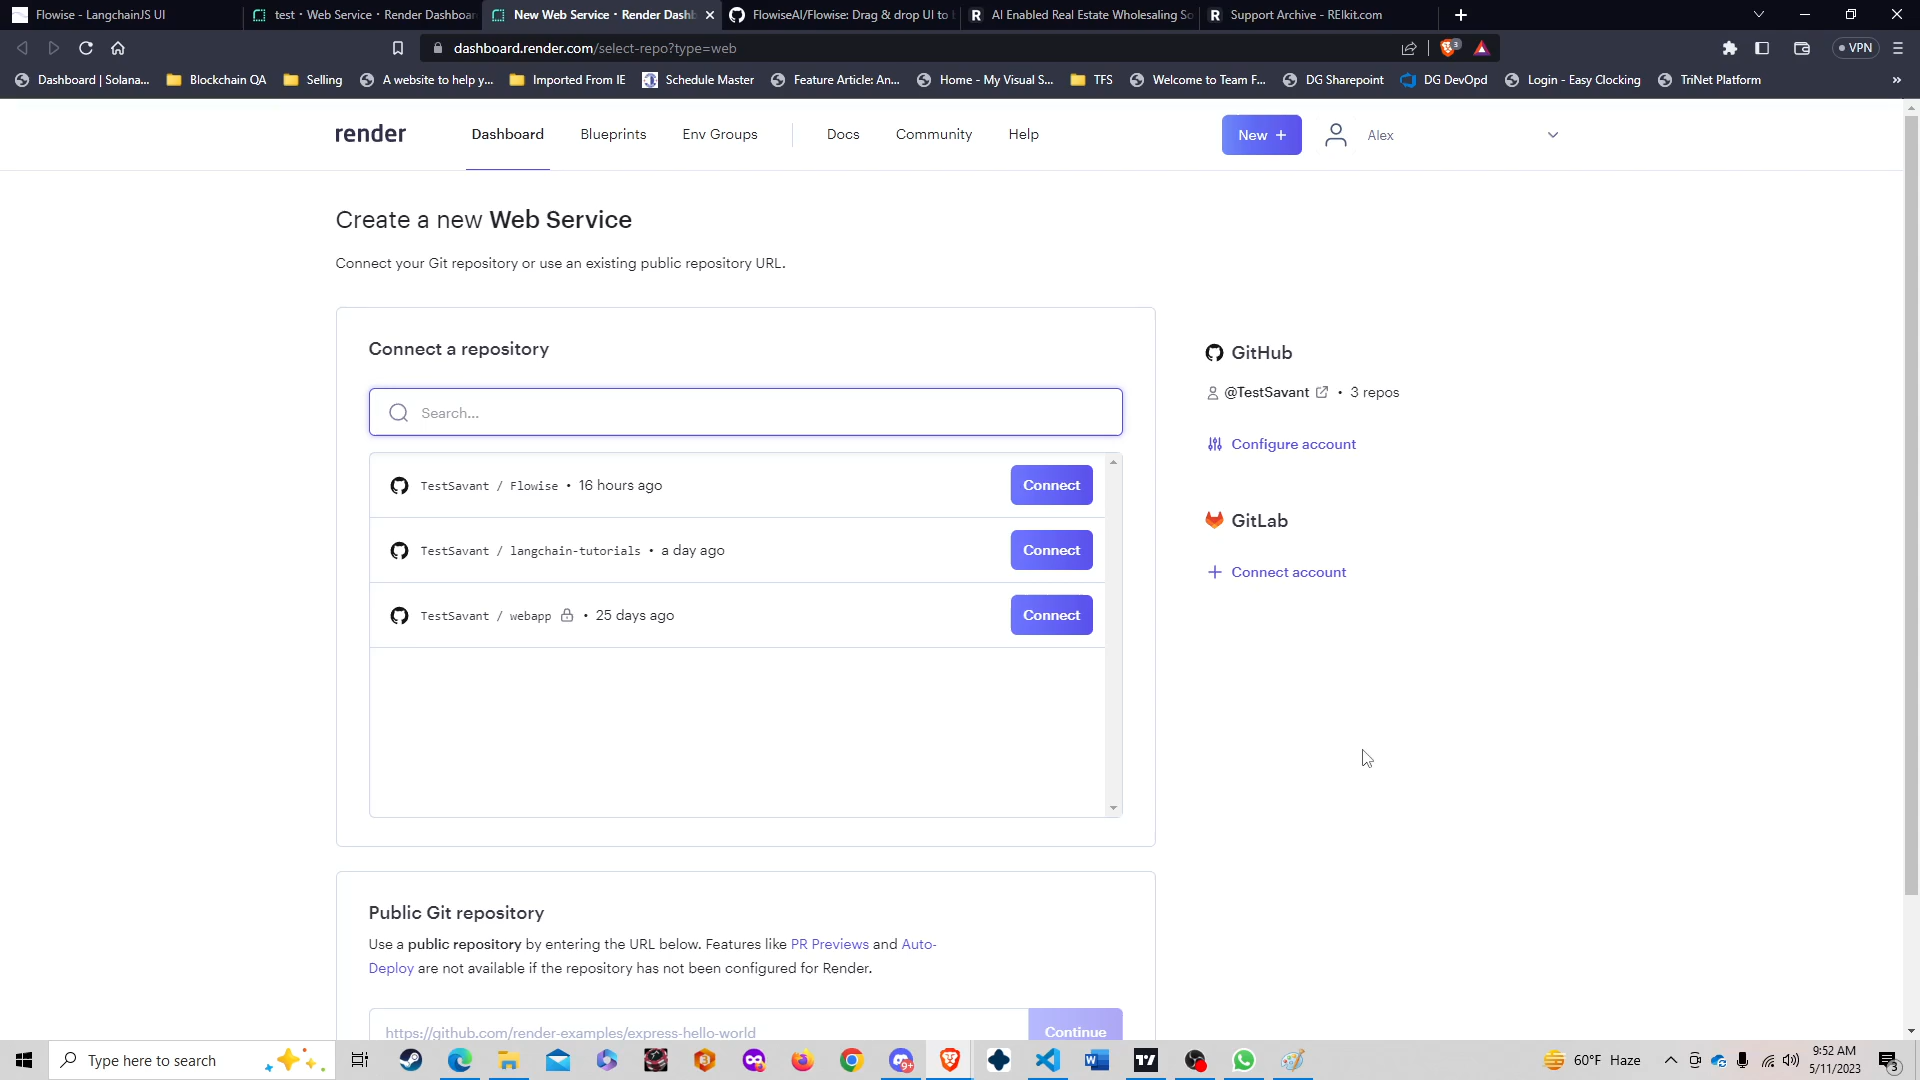 Flowise - LangchainJS UI
test · Web Service · Render Dashboard
New Web Service · Render Dashb
FlowiseAI/Flowise: Drag & drop UI to b
AI Enabled Real Estate Wholesaling So
Support Archive - REIkit.com
dashboard.render.com/select-repo?type=web
3
VPN
Dashboard | Solana...
Blockchain QA
Selling
A website to help y...
Imported From IE
Schedule Master
Feature Article: An...
Home - My Visual S...
TFS
Welcome to Team F...
DG Sharepoint
DG DevOpd
Login - Easy Clocking
TriNet Platform
»
render
Dashboard
Blueprints
Env Groups
Docs
Community
Help
New +
Alex
Create a new Web Service
Connect your Git repository or use an existing public repository URL.
Connect a repository
Search...
TestSavant / Flowise • 16 hours ago
Connect
TestSavant / langchain-tutorials • a day ago
Connect
TestSavant / webapp • 25 days ago
Connect
GitHub
@TestSavant • 3 repos
Configure account
GitLab
+ Connect account
Public Git repository
Use a public repository by entering the URL below. Features like PR Previews and Auto-
Deploy are not available if the repository has not been configured for Render.
https://github.com/render-examples/express-hello-world
Continue
Type here to search
9+
60°F Haze
9:52 AM
5/11/2023
3